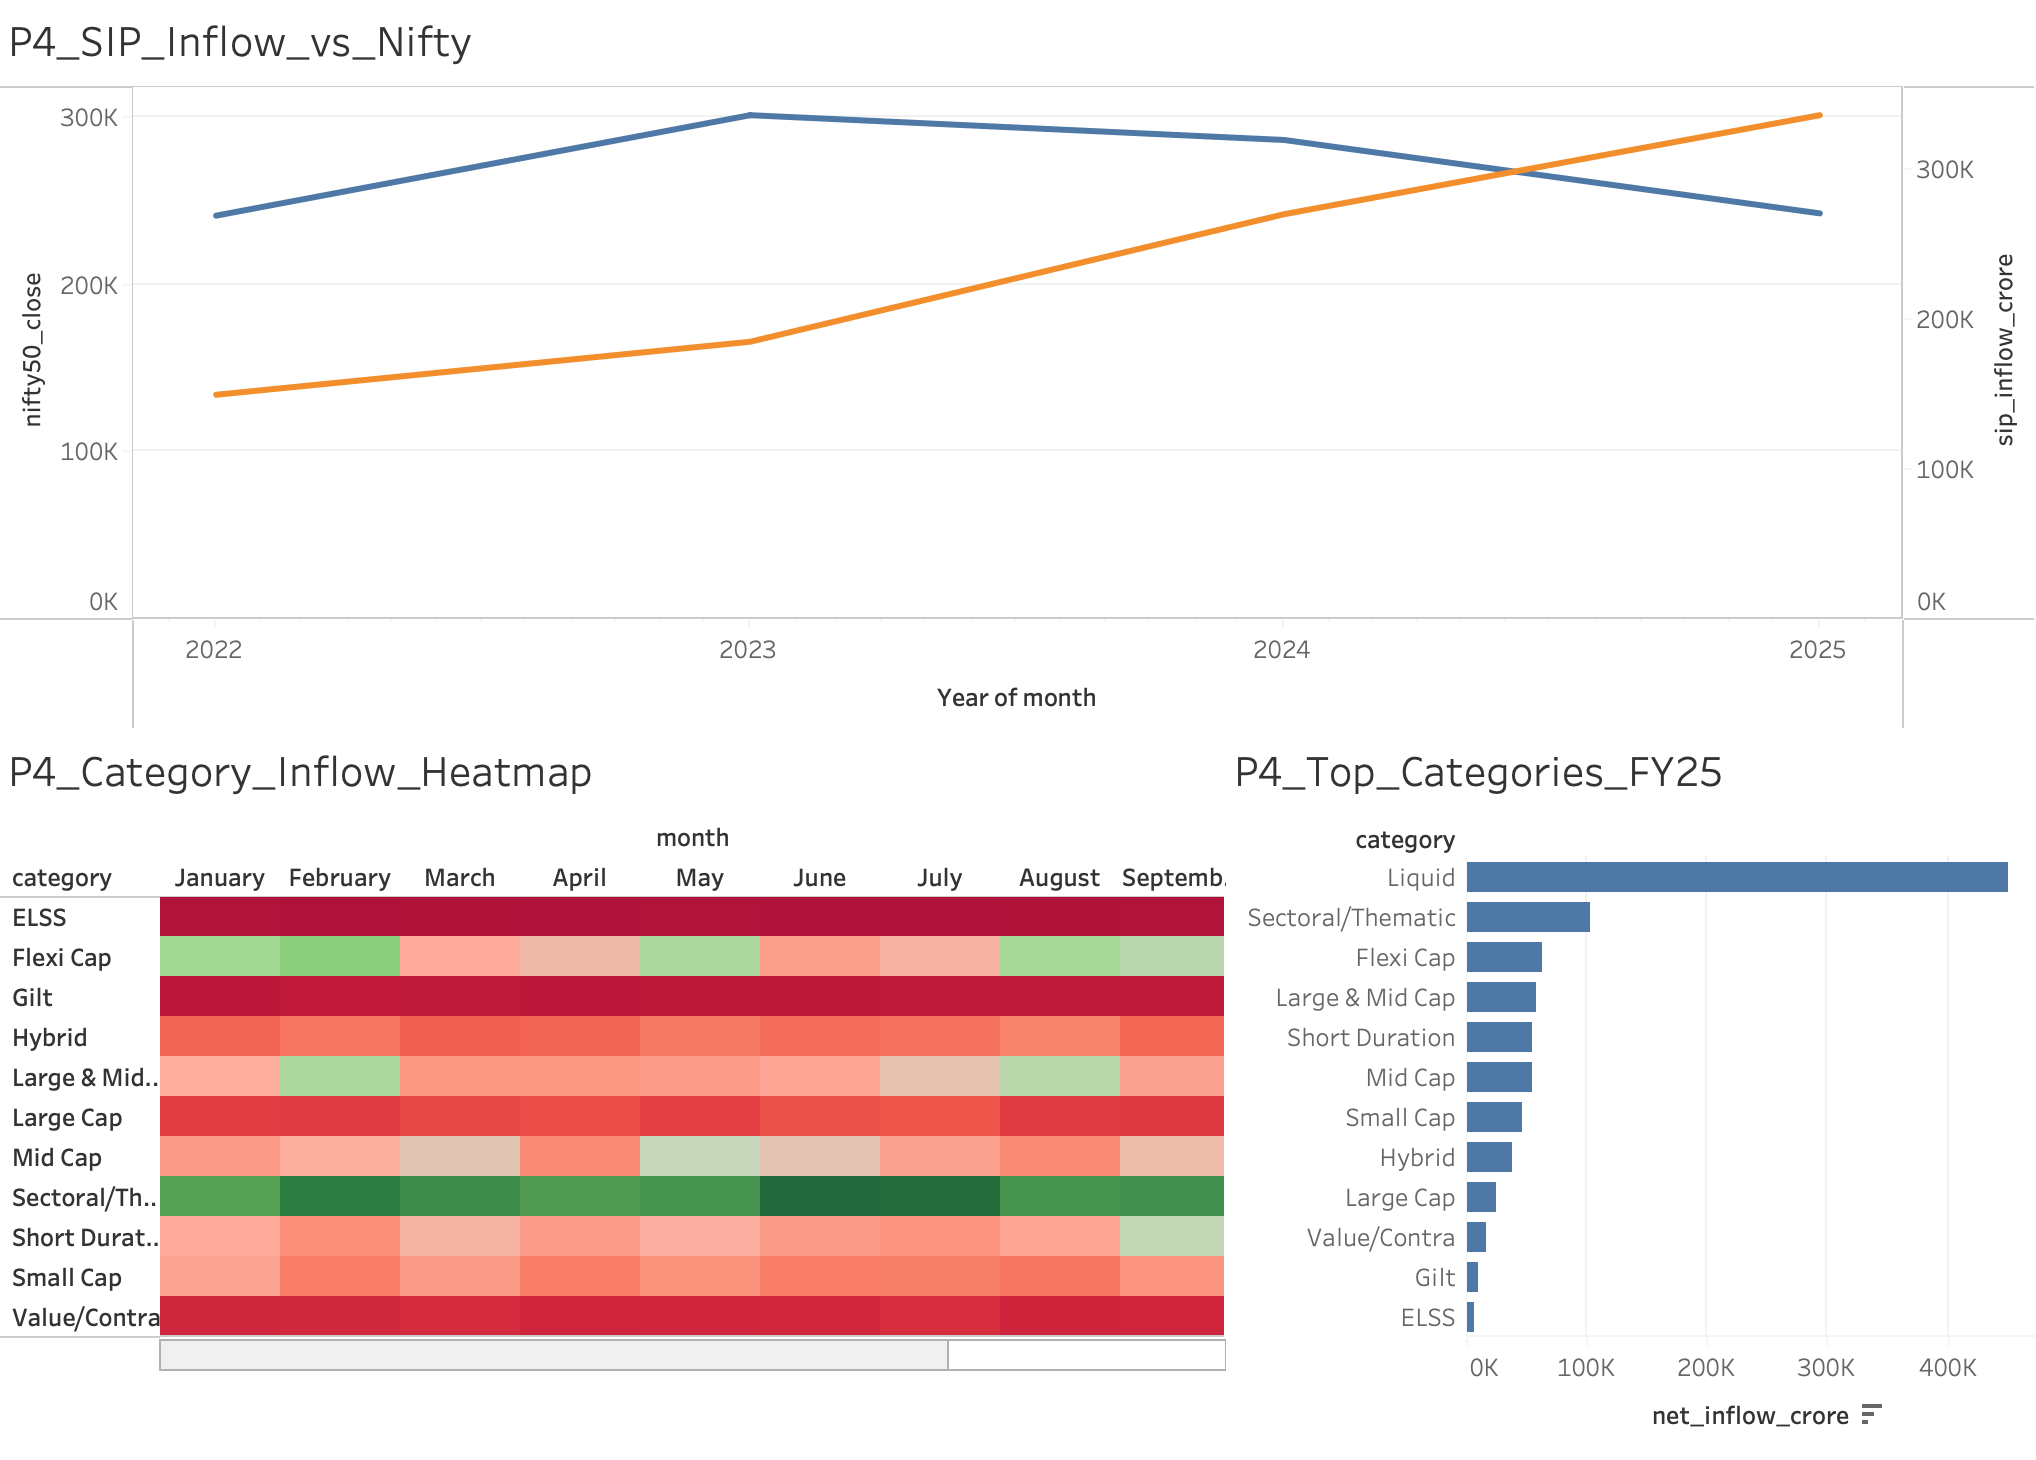 P4_SIP_Inflow_vs_Nifty
300K
200K
100K
0K
nifty50_close
300K
200K
100K
0K
sip_inflow_crore
2022 2023 2024 2025
Year of month
P4_Category_Inflow_Heatmap
month
category January February March April May June July August Septemb.
ELSS
Flexi Cap
Gilt
Hybrid
Large & Mid..
Large Cap
Mid Cap
Sectoral/Th..
Short Durat..
Small Cap
Value/Contra
P4_Top_Categories_FY25
category
Liquid
Sectoral/Thematic
Flexi Cap
Large & Mid Cap
Short Duration
Mid Cap
Small Cap
Hybrid
Large Cap
Value/Contra
Gilt
ELSS
0K 100K 200K 300K 400K
net_inflow_crore